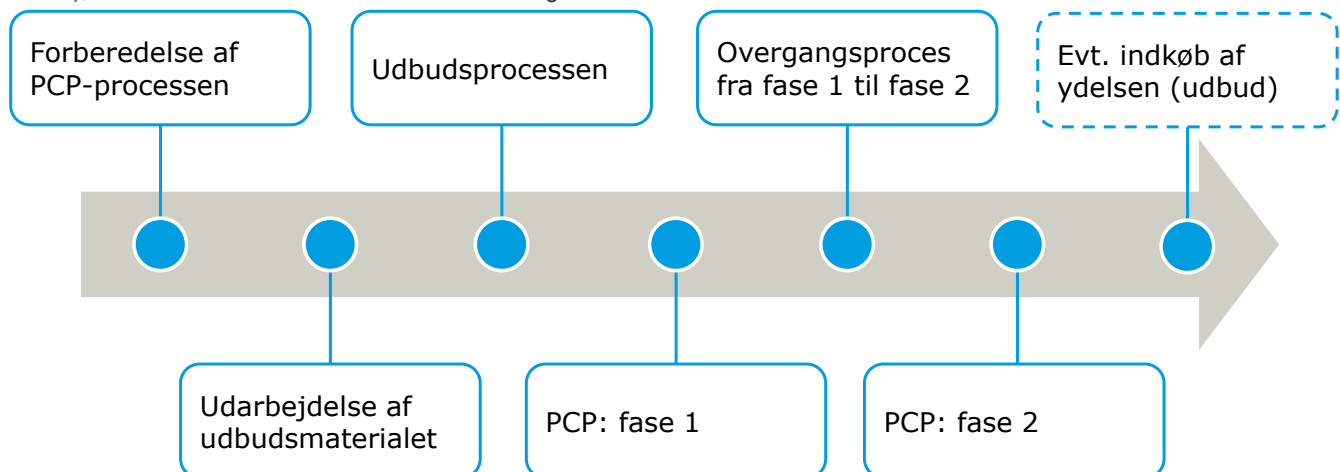 Forberedelse af
PCP-processen
Udbudsprocessen
Overgangsproces
fra fase 1 til fase 2
Evt. indkøb af
ydelsen (udbud)
Udarbejdelse af
udbudsmaterialet
PCP: fase 1
PCP: fase 2